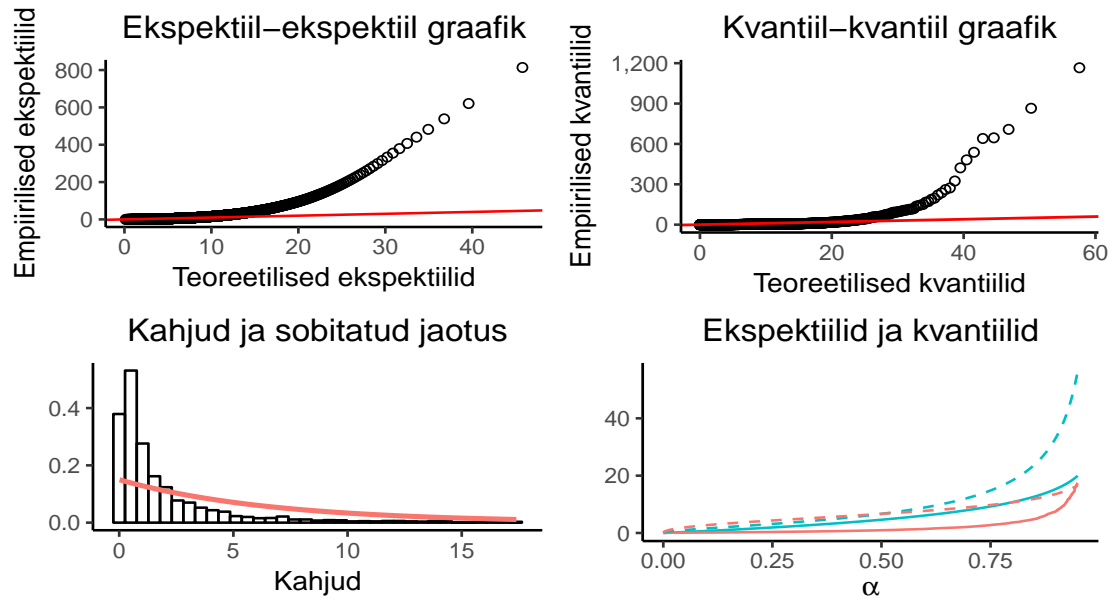 Ekspektiil−ekspektiil graafik
Empiirilised ekspektiilid
800
600
400
200
0
0 10 20 30 40
Teoreetilised ekspektiilid
Kvantiil−kvantiil graafik
Empiirilised kvantiilid
1,200
900
600
300
0
0 20 40 60
Teoreetilised kvantiilid
Kahjud ja sobitatud jaotus
0.4
0.2
0.0
0 5 10 15
Kahjud
Ekspektiilid ja kvantiilid
40
20
0
0.00 0.25 0.50 0.75
α